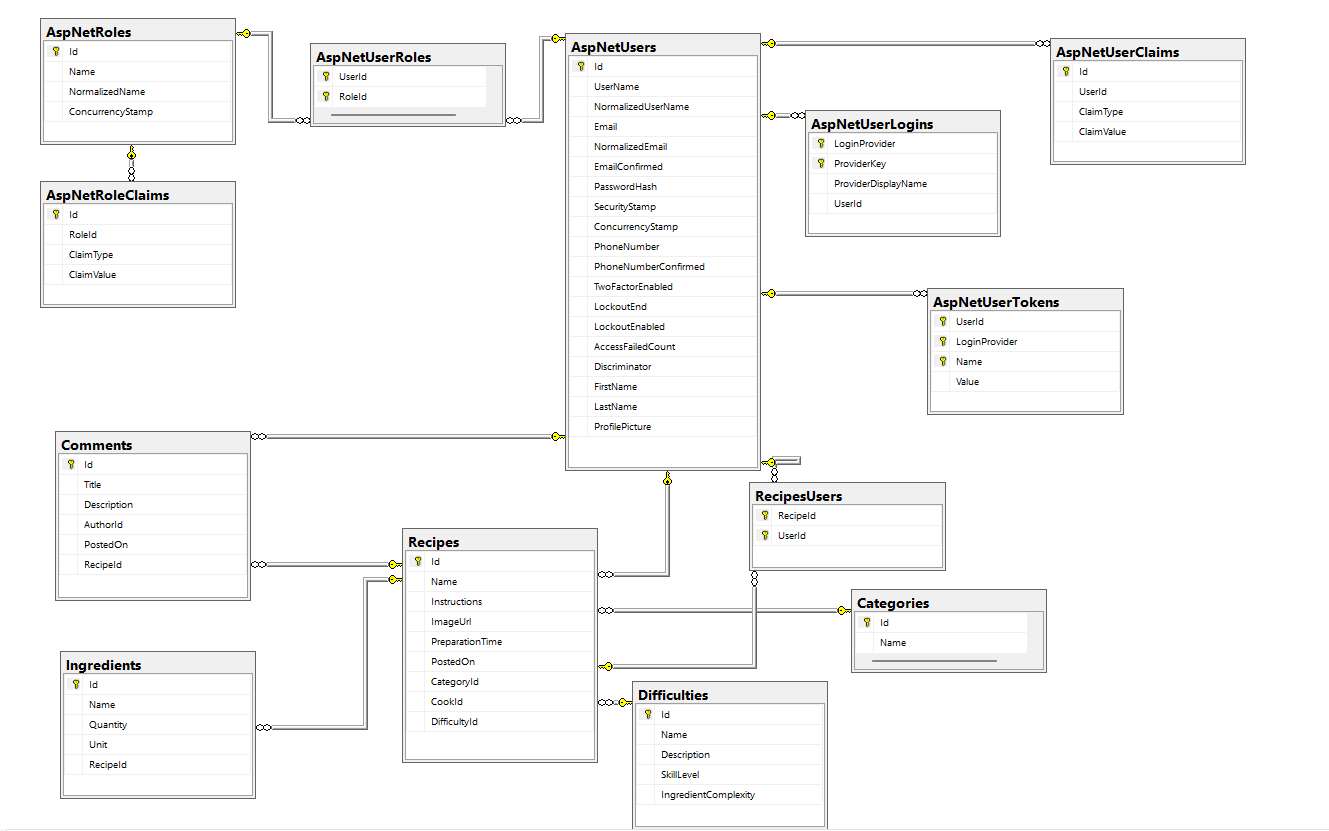 AspNetRoles
Id
Name
NormalizedName
ConcurrencyStamp
AspNetUserRoles
UserId
RoleId
AspNetUsers
Id
UserName
NormalizedUserName
Email
NormalizedEmail
EmailConfirmed
PasswordHash
SecurityStamp
ConcurrencyStamp
PhoneNumber
PhoneNumberConfirmed
TwoFactorEnabled
LockoutEnd
LockoutEnabled
AccessFailedCount
Discriminator
FirstName
LastName
ProfilePicture
AspNetUserClaims
Id
UserId
ClaimType
ClaimValue
AspNetUserLogins
LoginProvider
ProviderKey
ProviderDisplayName
UserId
AspNetRoleClaims
Id
RoleId
ClaimType
ClaimValue
AspNetUserTokens
UserId
LoginProvider
Name
Value
Comments
Id
Title
Description
AuthorId
PostedOn
RecipeId
RecipesUsers
RecipeId
UserId
Recipes
Id
Name
Instructions
ImageUrl
PreparationTime
PostedOn
CategoryId
CookId
DifficultyId
Categories
Id
Name
Ingredients
Id
Name
Quantity
Unit
RecipeId
Difficulties
Id
Name
Description
SkillLevel
IngredientComplexity